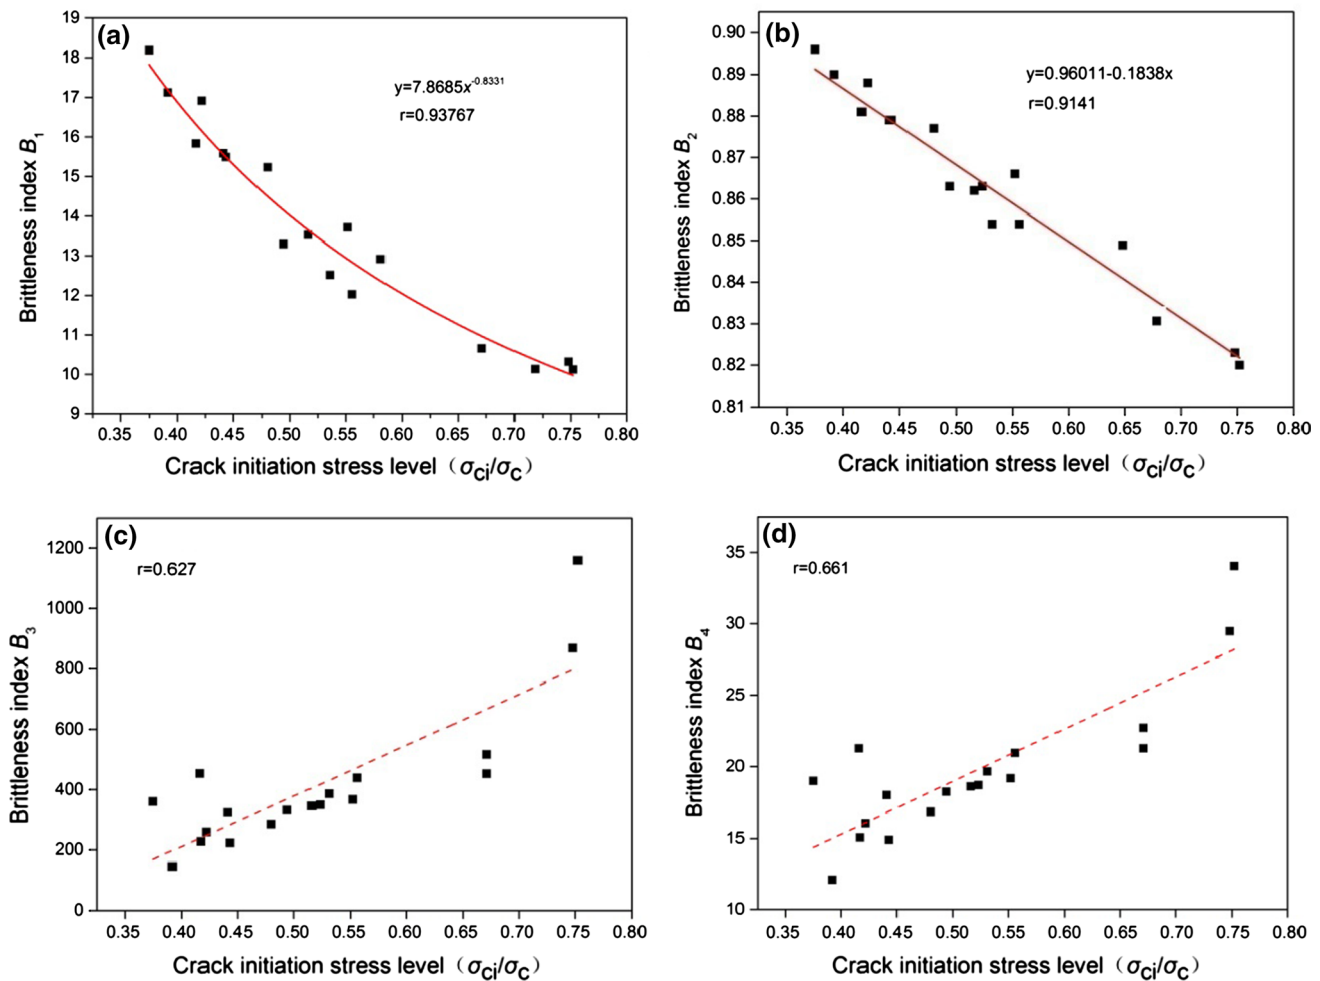 (a)
y=7.8685x^-0.8331
r=0.93767
Brittleness index B1
19
18
17
16
15
14
13
12
11
10
9
0.35 0.40 0.45 0.50 0.55 0.60 0.65 0.70 0.75 0.80
Crack initiation stress level (σci/σc)
(b)
y=0.96011-0.1838x
r=0.9141
Brittleness index B2
0.90
0.89
0.88
0.87
0.86
0.85
0.84
0.83
0.82
0.81
0.35 0.40 0.45 0.50 0.55 0.60 0.65 0.70 0.75 0.80
Crack initiation stress level (σci/σc)
(c)
r=0.627
Brittleness index B3
1200
1000
800
600
400
200
0
0.35 0.40 0.45 0.50 0.55 0.60 0.65 0.70 0.75 0.80
Crack initiation stress level (σci/σc)
(d)
r=0.661
Brittleness index B4
35
30
25
20
15
10
0.35 0.40 0.45 0.50 0.55 0.60 0.65 0.70 0.75 0.80
Crack initiation stress level (σci/σc)